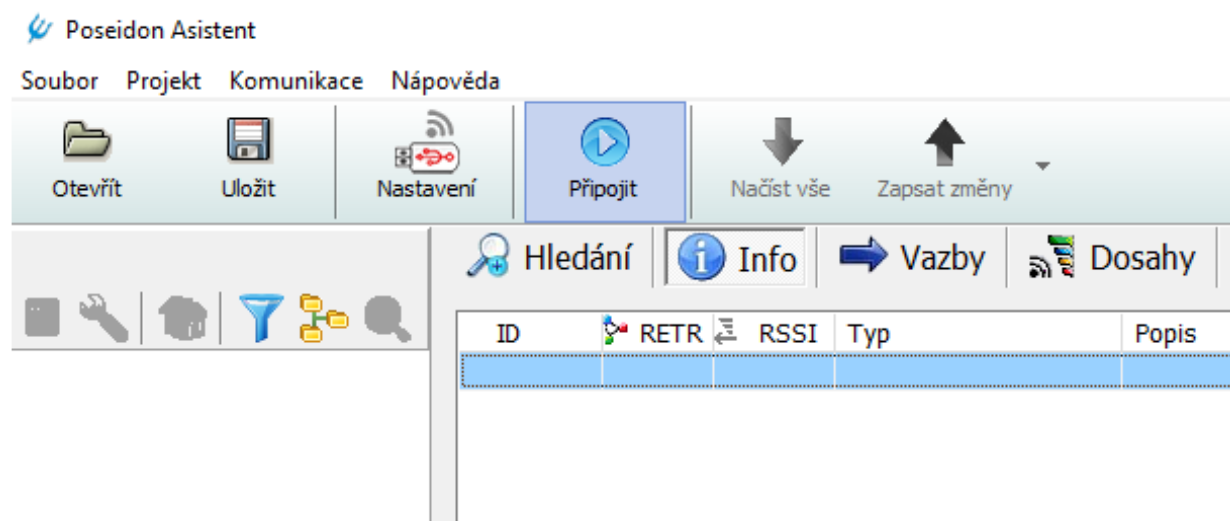 Poseidon Asistent
Soubor Projekt Komunikace Nápověda
Otevřít Uložit Nastavení Připojit Načíst vše Zapsat změny
Hledání Info Vazby Dosahy
ID RETR RSSI Typ Popis